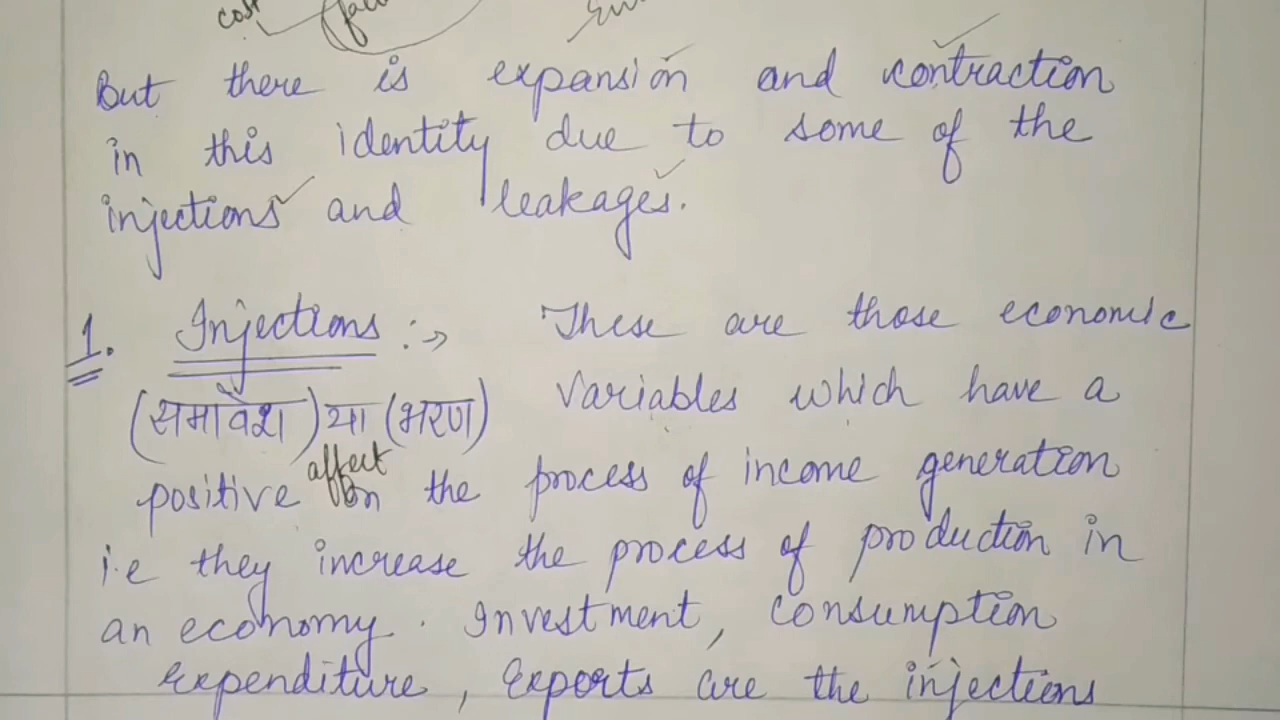 cost
But there is expansion and contraction
in this identity due to some of the
injections and leakages.
1. Injections :→ These are those economic
(समावेश) या (भरण) variables which have a
positive affect on the process of income generation
i.e they increase the process of production in
an economy. Investment, consumption
expenditure, Exports are the injections